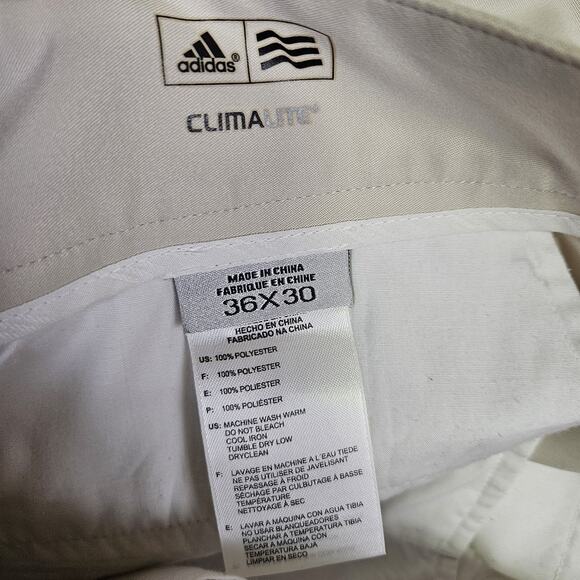 adidas®
CLIMALITE®
MADE IN CHINA
FABRIQUE EN CHINE
36X30
HECHO EN CHINA
FABRICADO NA CHINA
US: 100% POLYESTER
F: 100% POLYESTER
E: 100% POLIESTER
P: 100% POLIÉSTER
US: MACHINE WASH WARM
DO NOT BLEACH
COOL IRON
TUMBLE DRY LOW
DRYCLEAN
F: LAVAGE EN MACHINE A L'EAU TIEDE
NE PAS UTILISER DE JAVELISANT
REPASSAGE A FROID
SÉCHAGE PAR CULBUTAGE À BASSE
TEMPÉRATURE
NETTOYAGE À SEC
E: LAVAR A MÁQUINA CON AGUA TIBIA
NO USAR BLANQUEADORES
PLANCHAR A TEMPERATURA TIBIA
SECAR A MÁQUINA CON
TEMPERATURA BAJA
LIMPIAR EN SECO